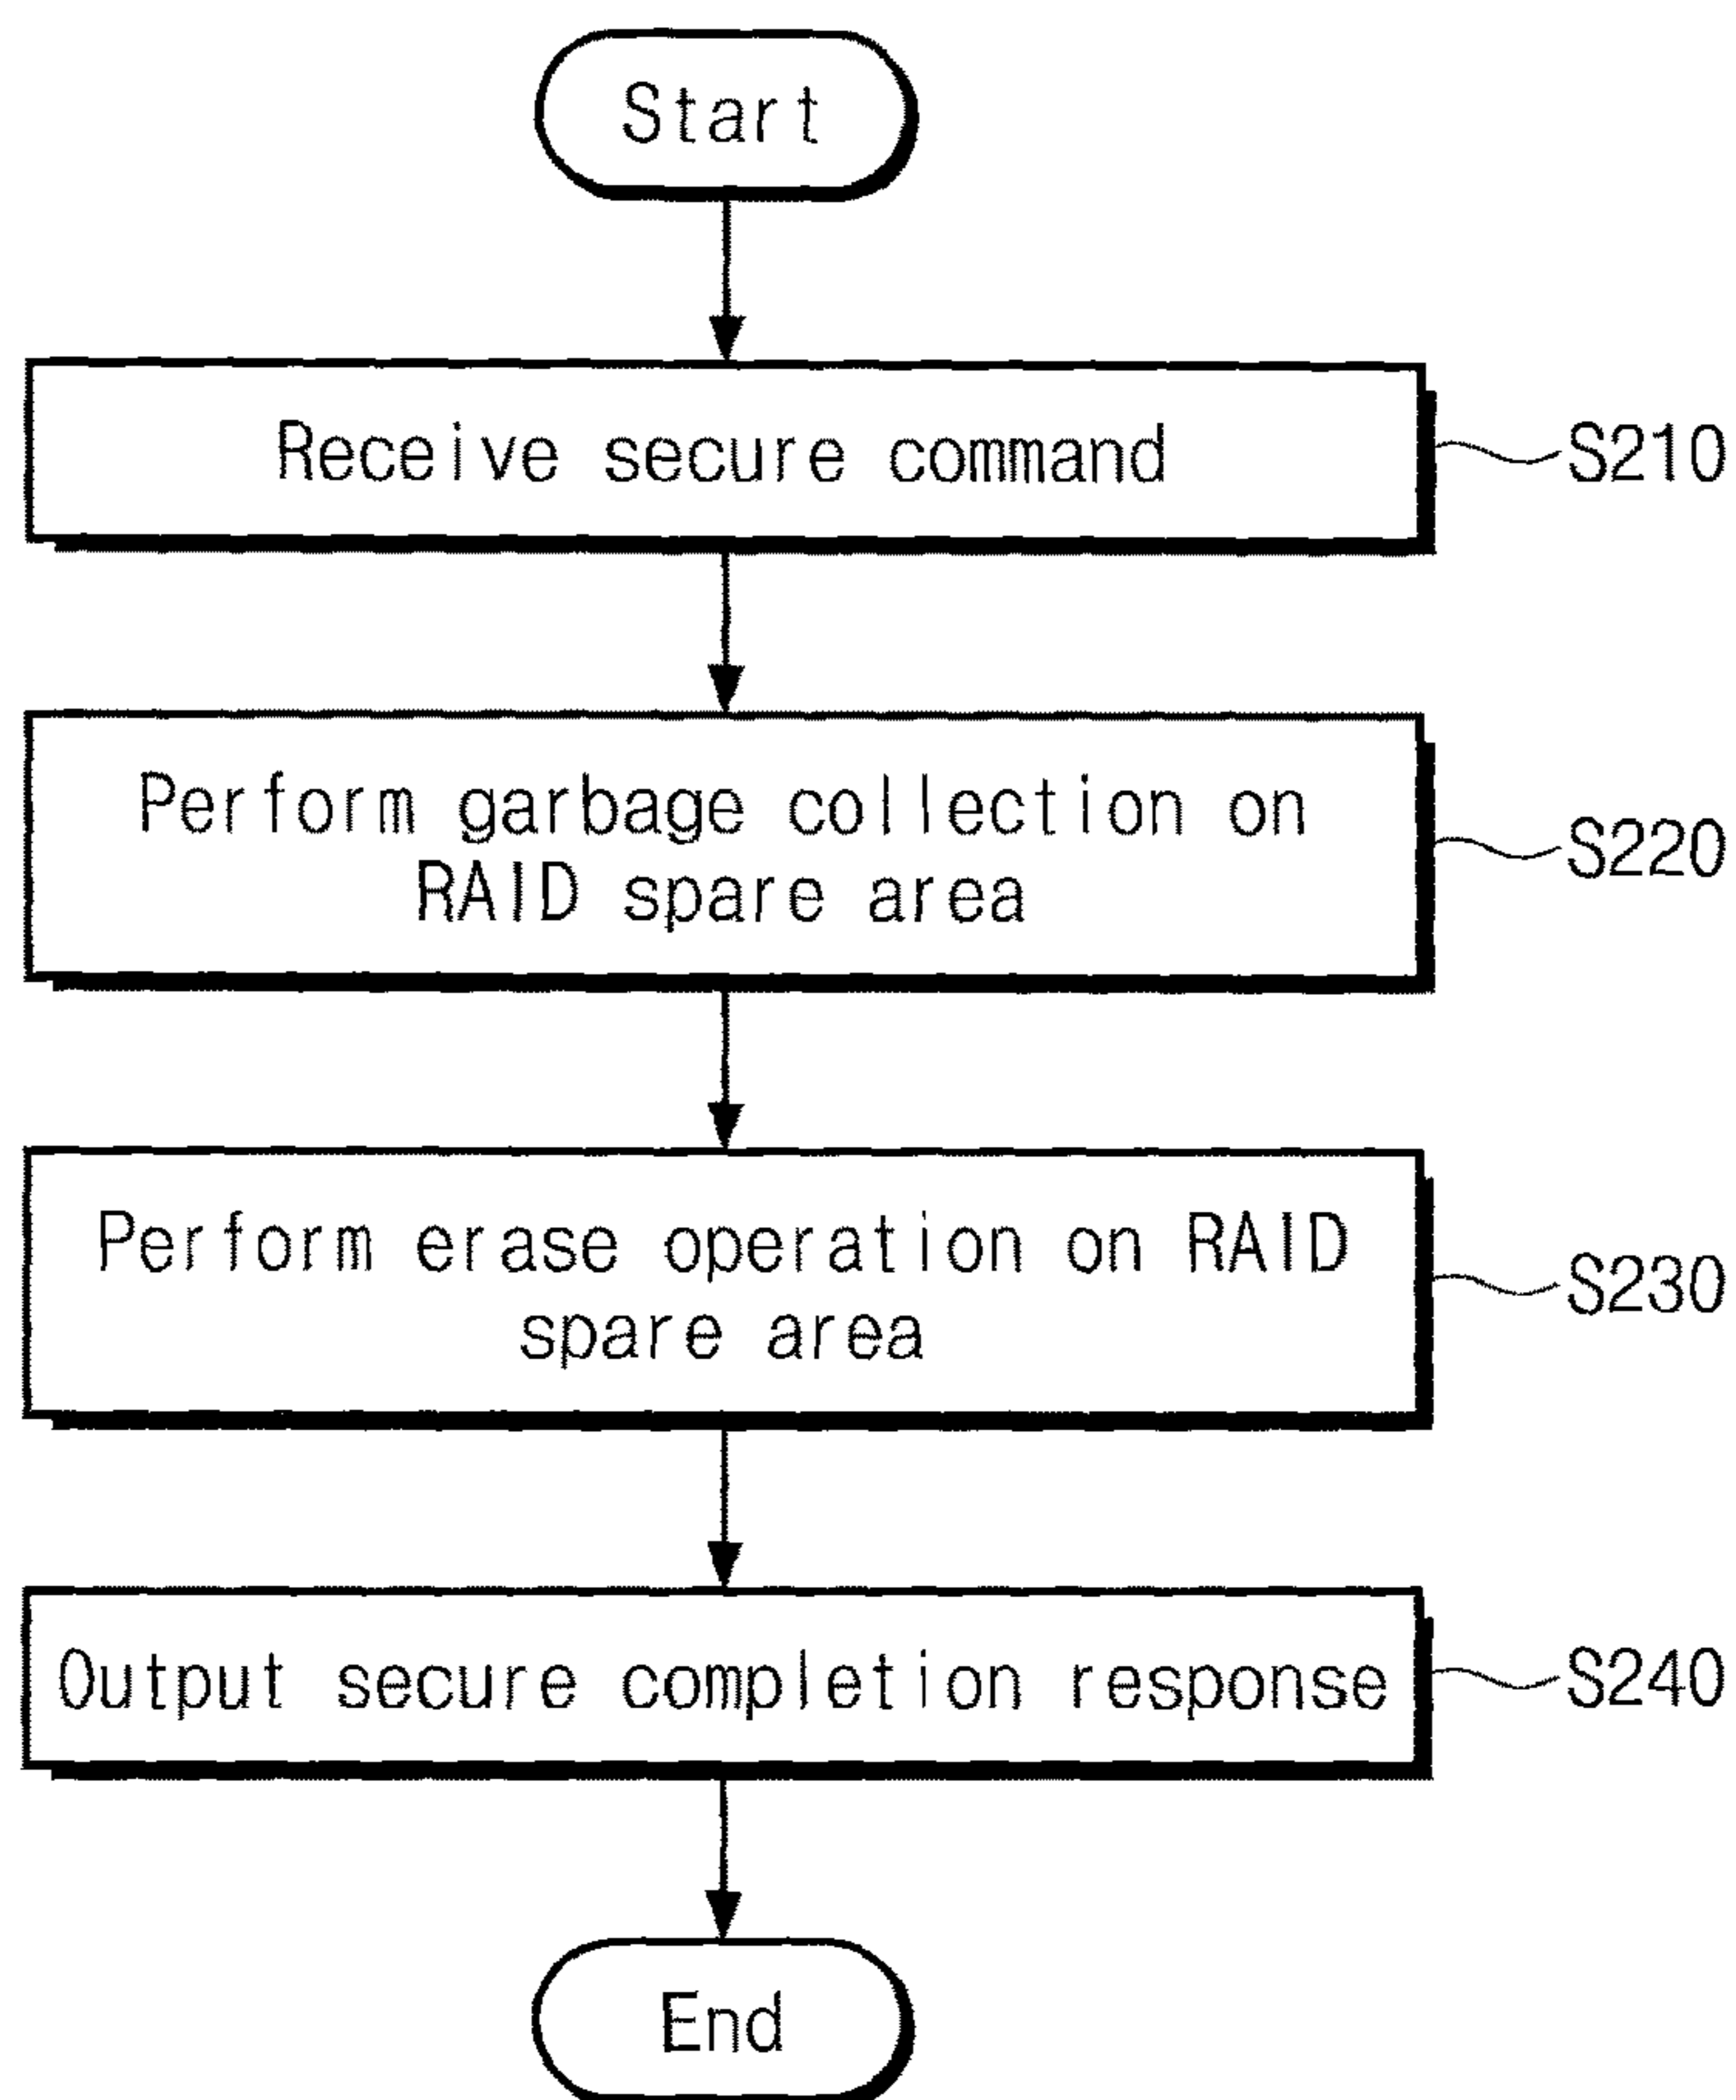 Start
Receive secure command
S210
Perform garbage collection on
RAID spare area
S220
Perform erase operation on RAID
spare area
S230
Output secure completion response
S240
End